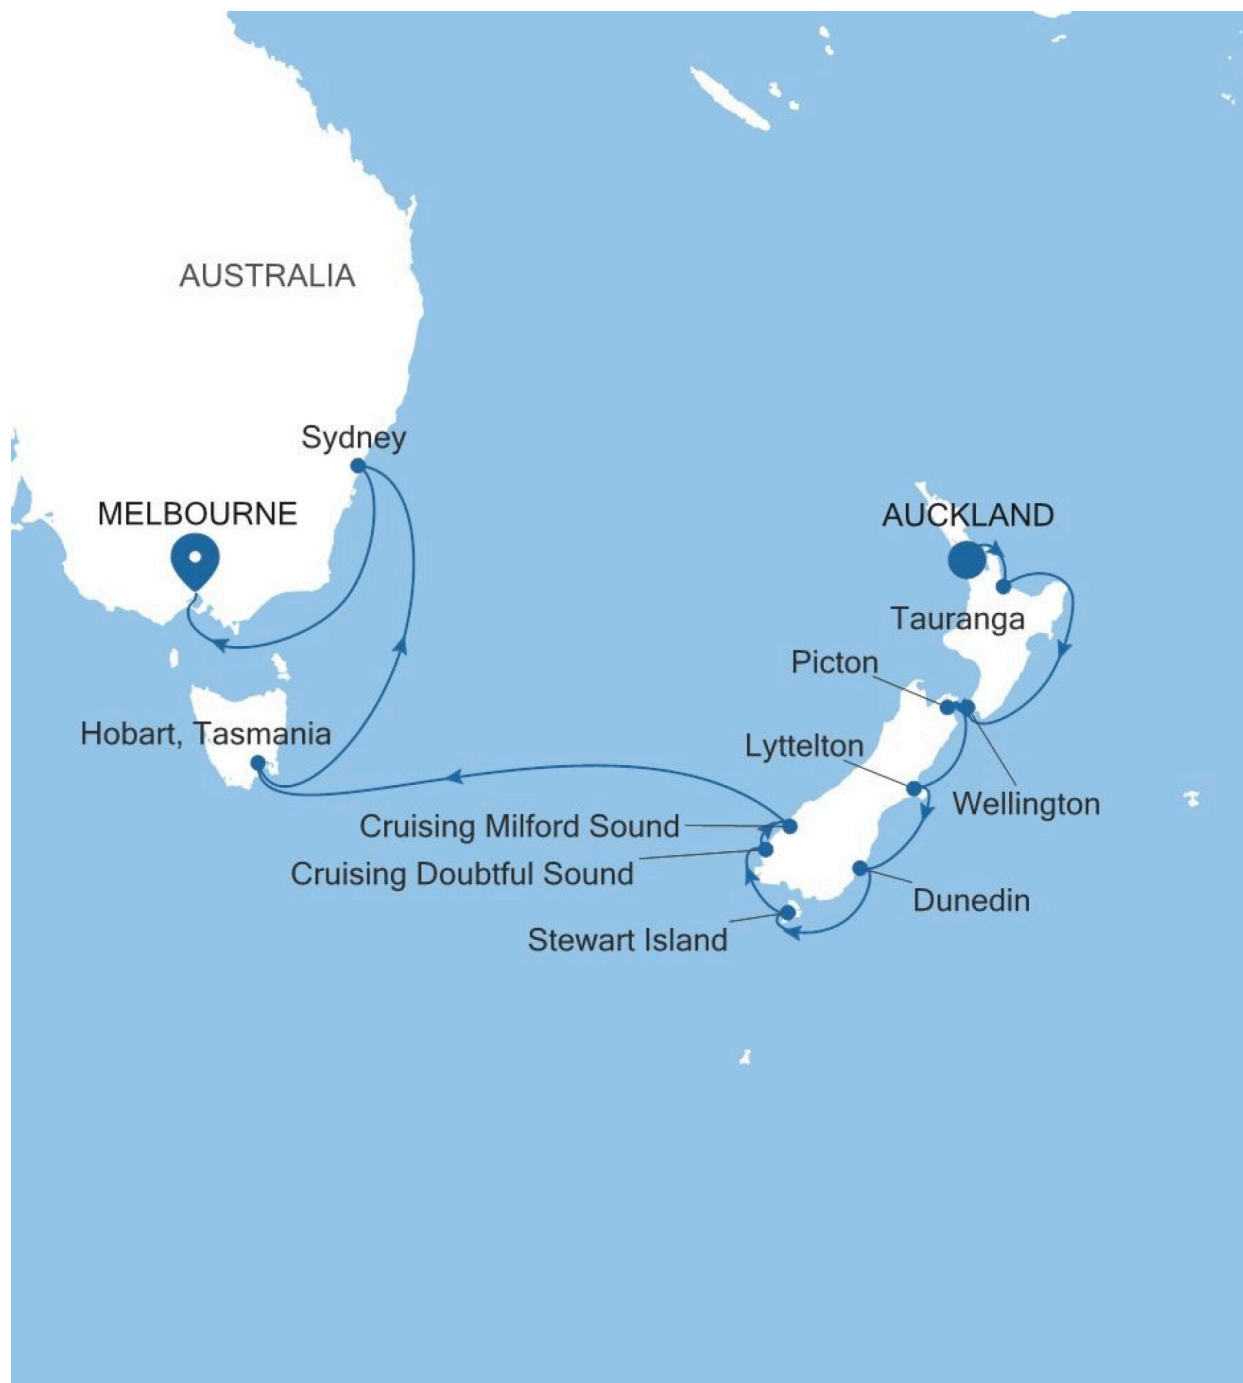 AUSTRALIA
Sydney
MELBOURNE
AUCKLAND
Tauranga
Picton
Hobart, Tasmania
Lyttelton
Wellington
Cruising Milford Sound
Cruising Doubtful Sound
Dunedin
Stewart Island